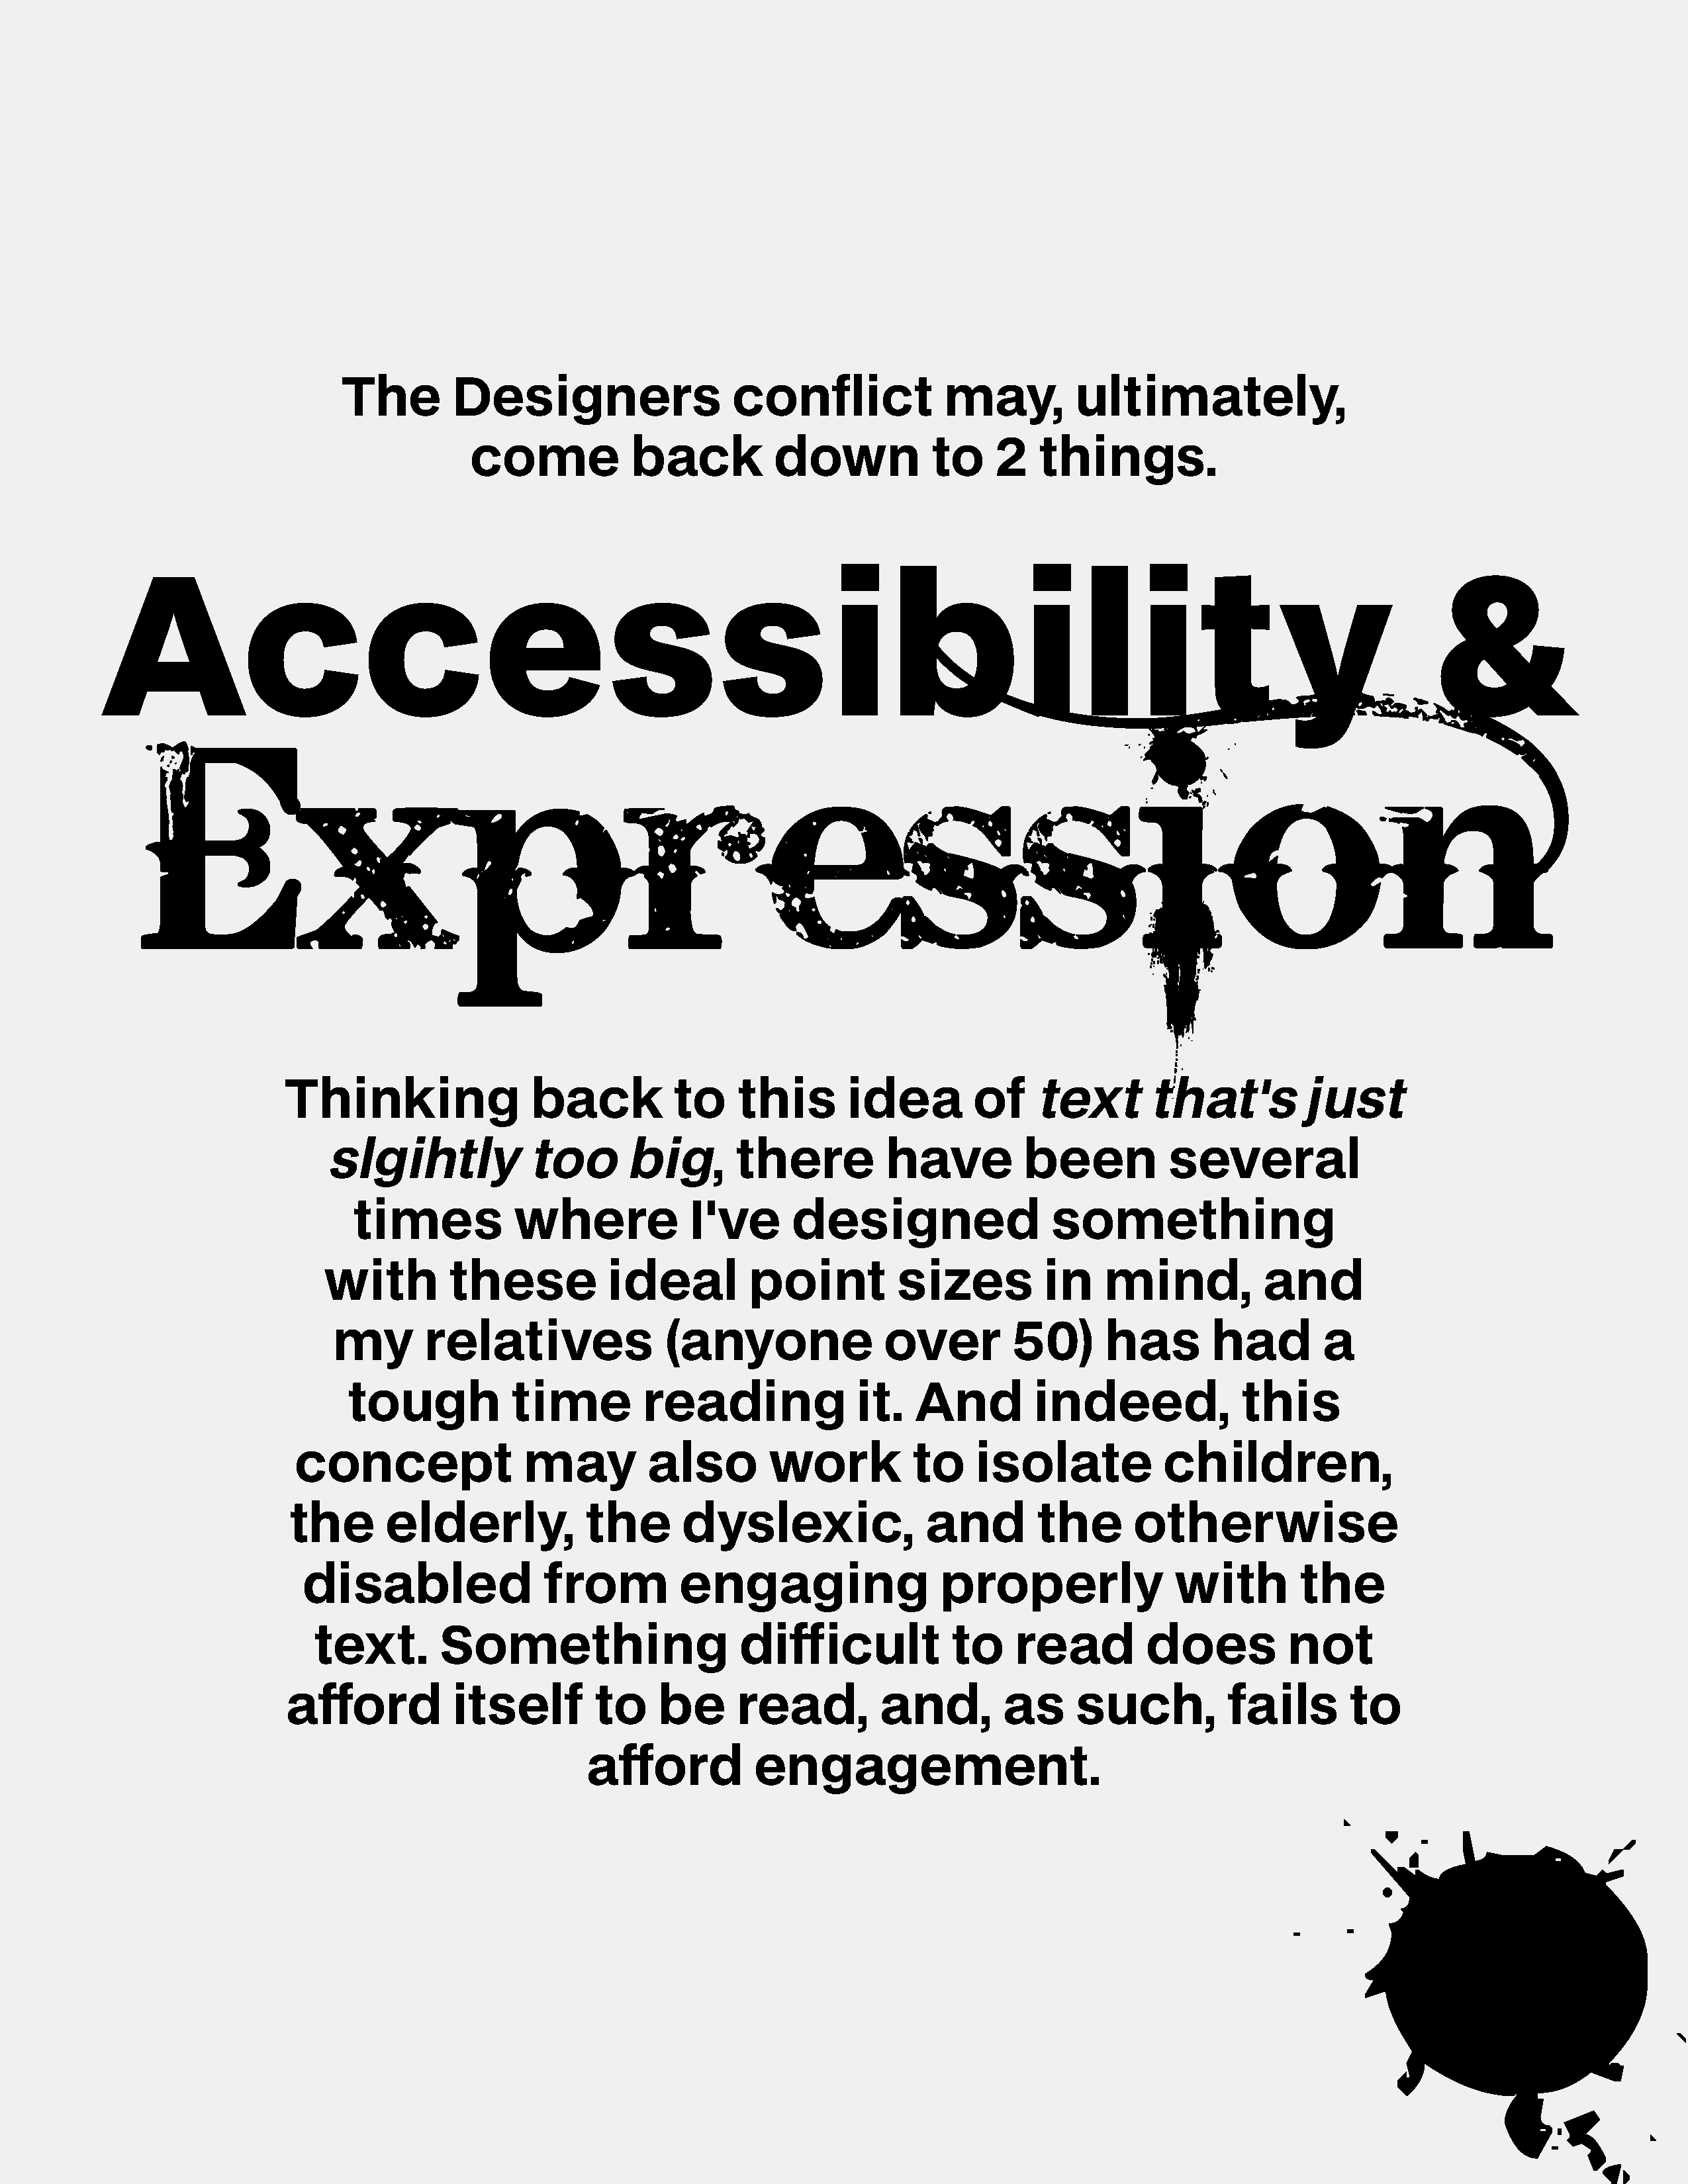 The Designers conflict may, ultimately,
come back down to 2 things.
Accessibility &
Expression
Thinking back to this idea of text that's just
slgihtly too big, there have been several
times where I've designed something
with these ideal point sizes in mind, and
my relatives (anyone over 50) has had a
tough time reading it. And indeed, this
concept may also work to isolate children,
the elderly, the dyslexic, and the otherwise
disabled from engaging properly with the
text. Something difficult to read does not
afford itself to be read, and, as such, fails to
afford engagement.